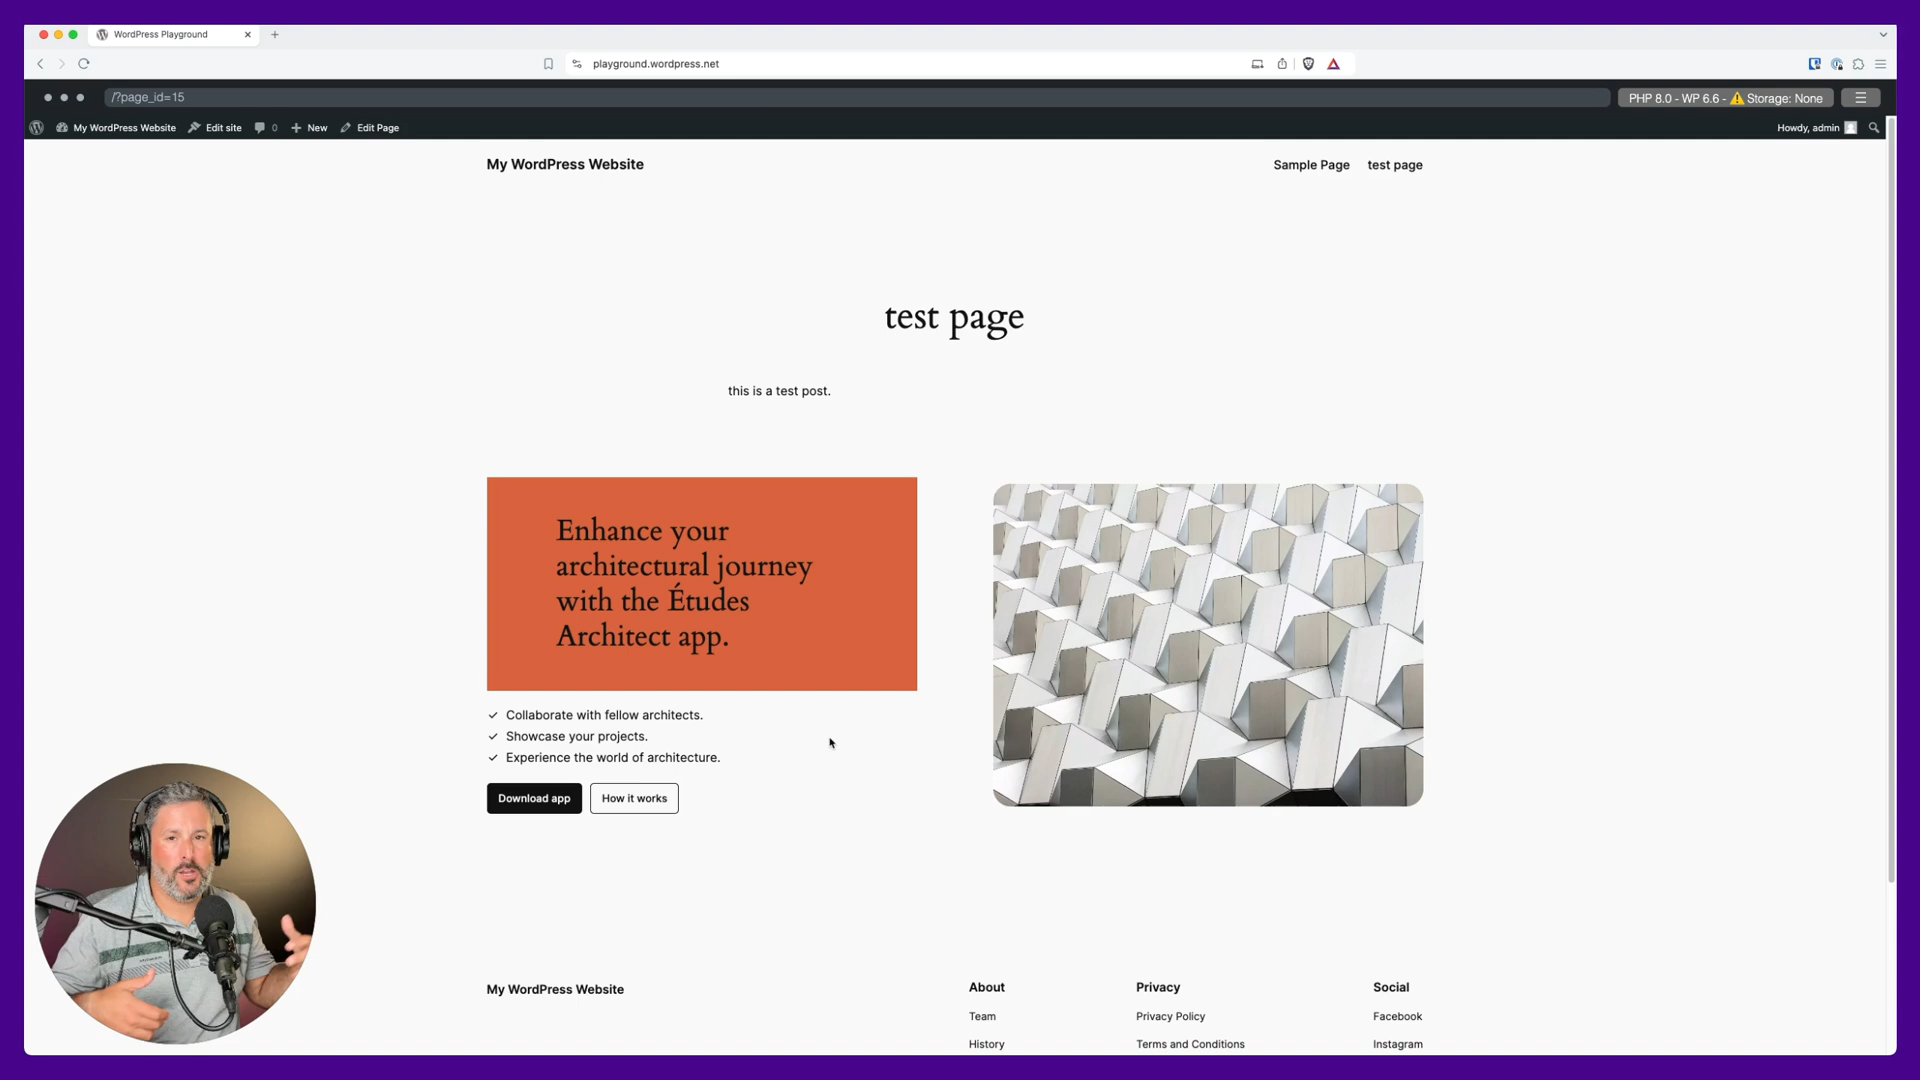 WordPress Playground
playground.wordpress.net
/?page_id=15
PHP 8.0 - WP 6.6 - ⚠️ Storage: None
My WordPress Website
Edit site
0
New
Edit Page
Howdy, admin
My WordPress Website
Sample Page
test page
test page
this is a test post.
Enhance your
architectural journey
with the Études
Architect app.
Collaborate with fellow architects.
Showcase your projects.
Experience the world of architecture.
Download app
How it works
My WordPress Website
About
Privacy
Social
Team
Privacy Policy
Facebook
History
Terms and Conditions
Instagram